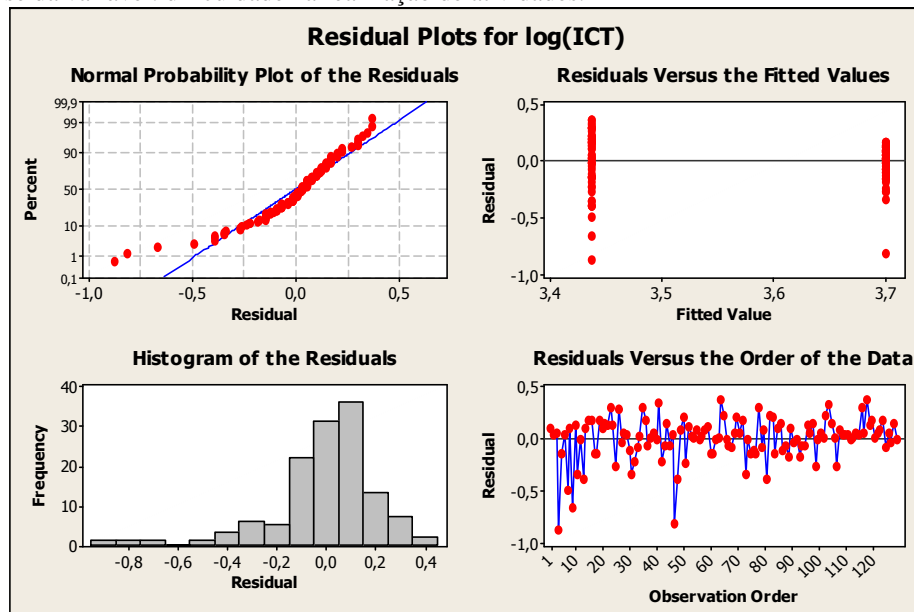 Residual Plots for log(ICT)
Normal Probability Plot of the Residuals
99,9
99
90
50
10
1
0,1
Percent
-1,0 -0,5 0,0 0,5
Residual
Residuals Versus the Fitted Values
0,5
0,0
-0,5
-1,0
Residual
3,4 3,5 3,6 3,7
Fitted Value
Histogram of the Residuals
40
30
20
10
0
Frequency
-0,8 -0,6 -0,4 -0,2 0,0 0,2 0,4
Residual
Residuals Versus the Order of the Data
0,5
0,0
-0,5
-1,0
Residual
1 10 20 30 40 50 60 70 80 90 100 110 120
Observation Order